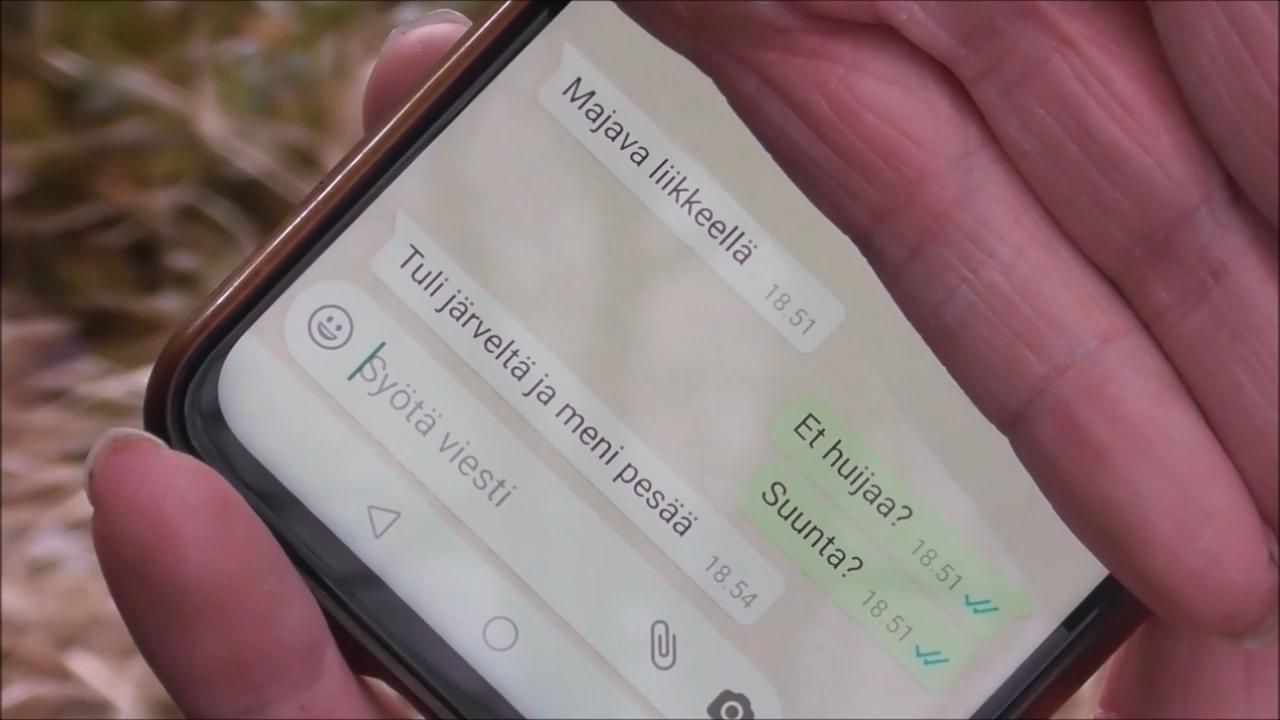 Majava liikkeellä 18.51
Et huijaa? 18.51
Suunta? 18.51
Tuli järveltä ja meni pesää 18.54
Syötä viesti